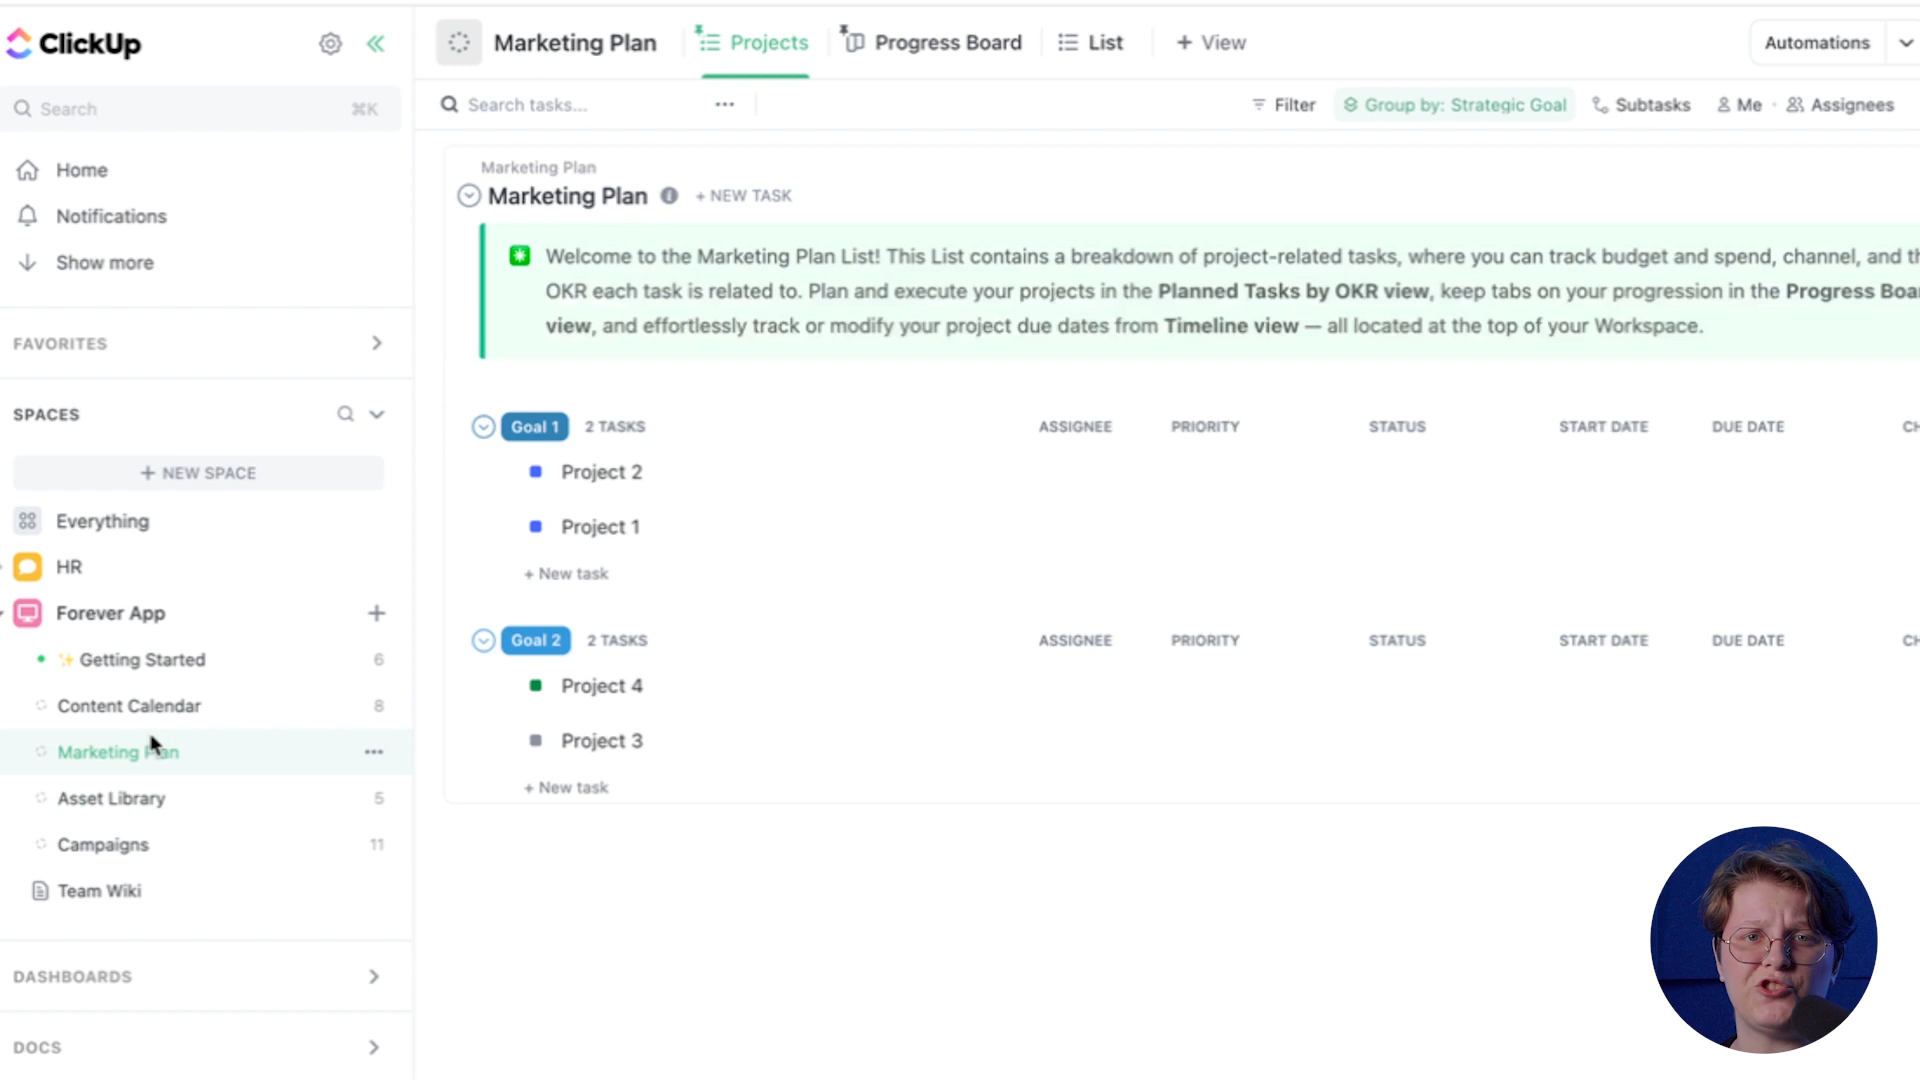 ClickUp
Search ⌘K
Home
Notifications
Show more
FAVORITES
SPACES
+ NEW SPACE
Everything
HR
Forever App
✨ Getting Started 6
Content Calendar 8
Marketing Plan
Asset Library 5
Campaigns 11
Team Wiki
DASHBOARDS
DOCS
Marketing Plan Projects Progress Board List + View Automations
Search tasks... Filter Group by: Strategic Goal Subtasks Me Assignees
Marketing Plan
Marketing Plan + NEW TASK
Welcome to the Marketing Plan List! This List contains a breakdown of project-related tasks, where you can track budget and spend, channel, and
OKR each task is related to. Plan and execute your projects in the Planned Tasks by OKR view, keep tabs on your progression in the Progress
view, and effortlessly track or modify your project due dates from Timeline view — all located at the top of your Workspace.
Goal 1 2 TASKS ASSIGNEE PRIORITY STATUS START DATE DUE DATE
Project 2
Project 1
+ New task
Goal 2 2 TASKS ASSIGNEE PRIORITY STATUS START DATE DUE DATE
Project 4
Project 3
+ New task